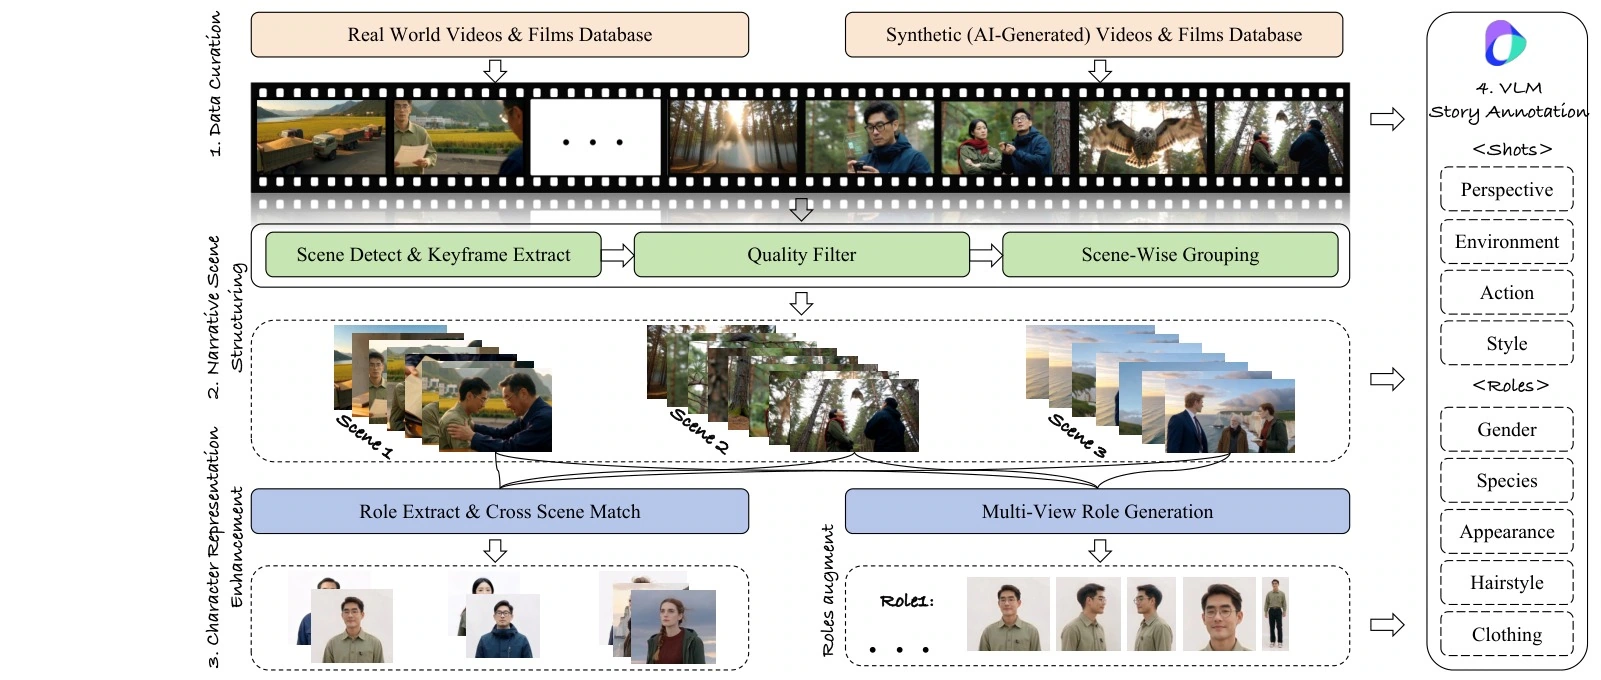 1. Data Curation
Real World Videos & Films Database
Synthetic (AI-Generated) Videos & Films Database
. . .
2. Narrative Scene
Structuring
Scene Detect & Keyframe Extract
Quality Filter
Scene-Wise Grouping
Scene 1
Scene 2
Scene 3
3. Character Representation
Enhancement
Role Extract & Cross Scene Match
Multi-View Role Generation
Roles augment
Role1:
. . .
4. VLM
Story Annotation
<Shots>
Perspective
Environment
Action
Style
<Roles>
Gender
Species
Appearance
Hairstyle
Clothing